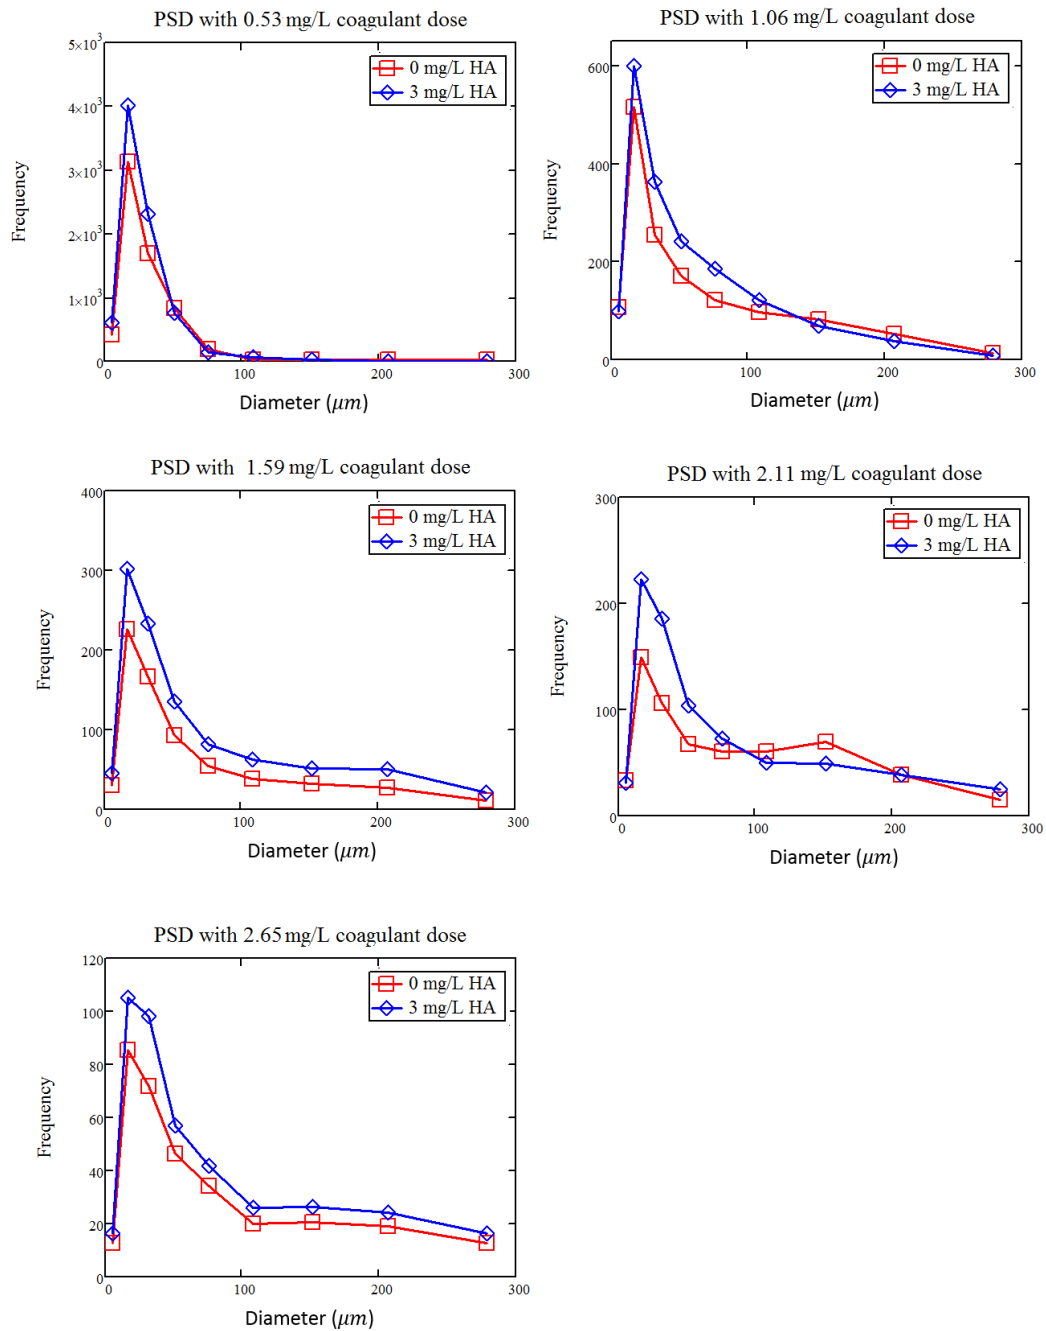 PSD with 0.53 mg/L coagulant dose
5×10³
4×10³
3×10³
2×10³
1×10³
0
0 mg/L HA
3 mg/L HA
Frequency
0 100 200 300
Diameter (μm)
PSD with 1.06 mg/L coagulant dose
600
400
200
0
0 mg/L HA
3 mg/L HA
Frequency
0 100 200 300
Diameter (μm)
PSD with 1.59 mg/L coagulant dose
400
300
200
100
0
0 mg/L HA
3 mg/L HA
Frequency
0 100 200 300
Diameter (μm)
PSD with 2.11 mg/L coagulant dose
300
200
100
0
0 mg/L HA
3 mg/L HA
Frequency
0 100 200 300
Diameter (μm)
PSD with 2.65 mg/L coagulant dose
120
100
80
60
40
20
0
0 mg/L HA
3 mg/L HA
Frequency
0 100 200 300
Diameter (μm)